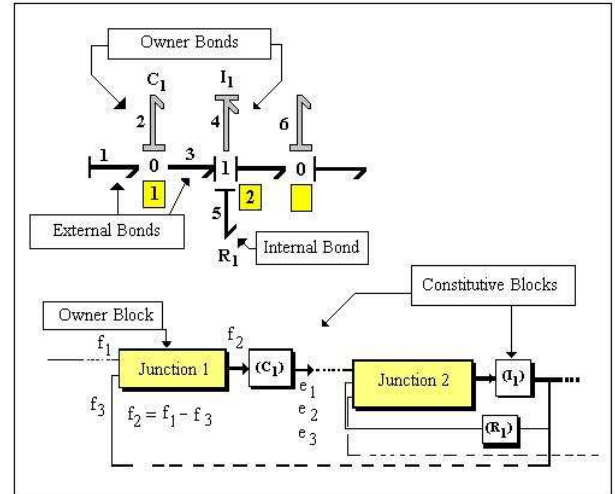 Owner Bonds
C₁ I₁
2 4 6
1 3
0 1 0
1 2
5
External Bonds
R₁
Internal Bond
Constitutive Blocks
Owner Block
f₁ f₂
Junction 1 (C₁) Junction 2 (I₁)
e₁
f₃ f₂ = f₁ - f₃ e₂
e₃ (R₁)